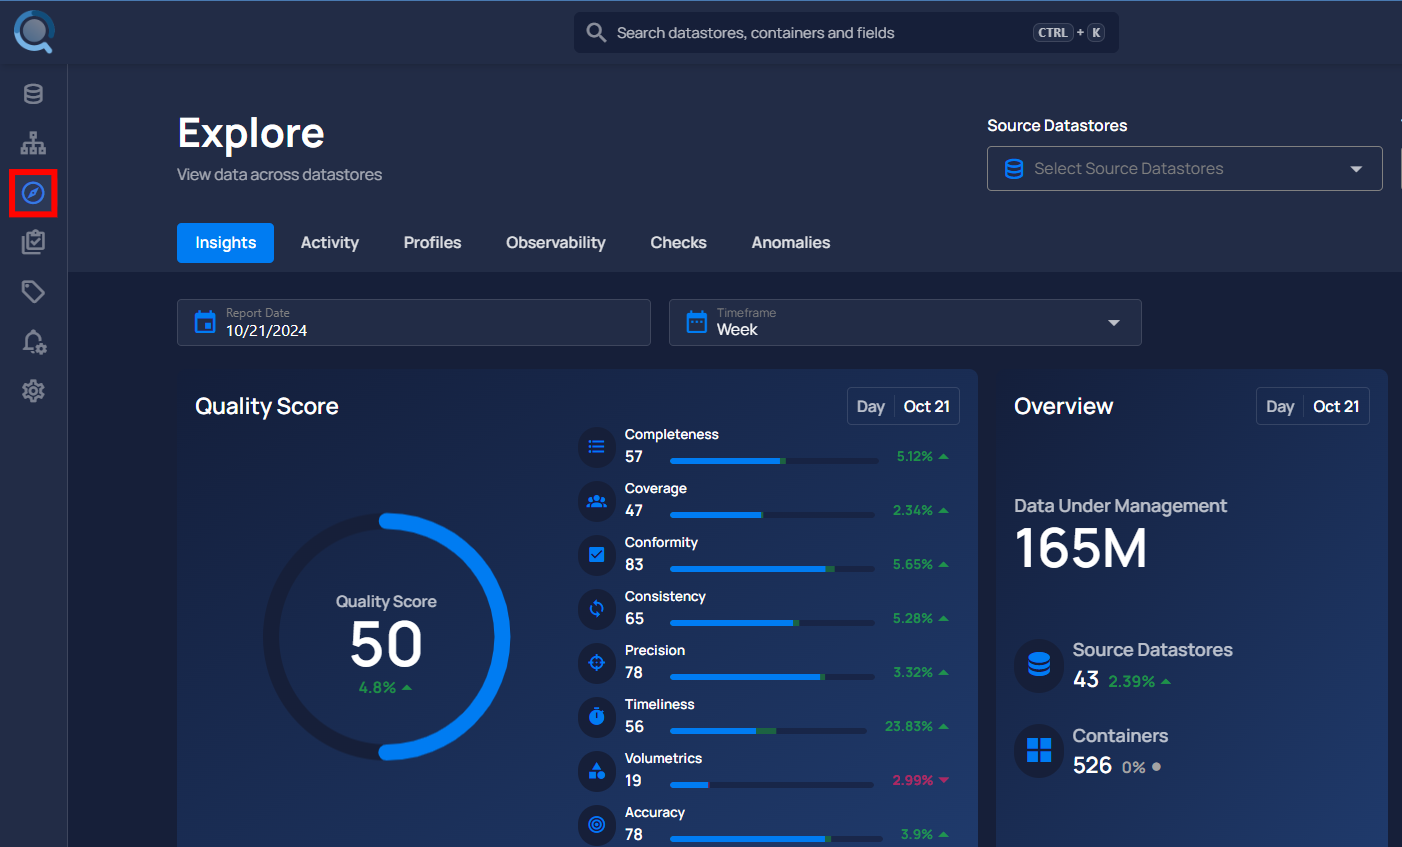 Search datastores, containers and fields
CTRL + K
Explore
View data across datastores
Source Datastores
Select Source Datastores
Insights
Activity
Profiles
Observability
Checks
Anomalies
Report Date
10/21/2024
Timeframe
Week
Quality Score
Day
Oct 21
Quality Score
50
4.8%
Completeness
57
5.12%
Coverage
47
2.34%
Conformity
83
5.65%
Consistency
65
5.28%
Precision
78
3.32%
Timeliness
56
23.83%
Volumetrics
19
2.99%
Accuracy
78
3.9%
Overview
Day
Oct 21
Data Under Management
165M
Source Datastores
43 2.39%
Containers
526 0%